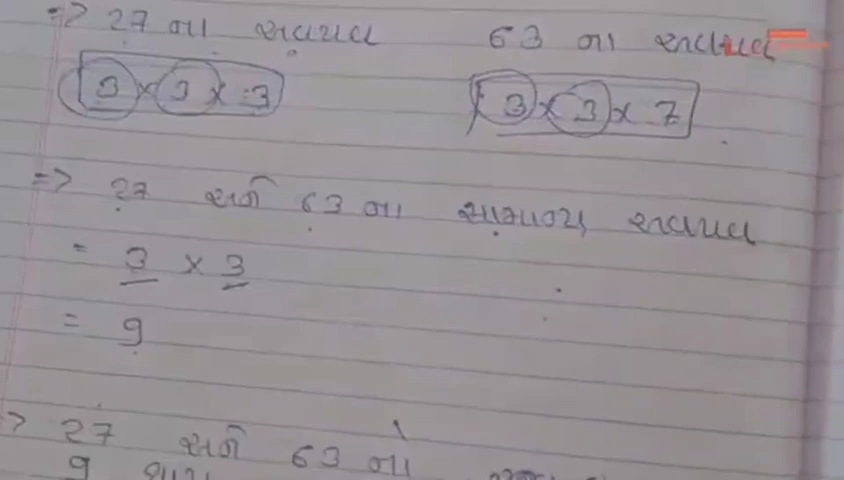 => 27 ના અવયવ 63 ના અવયવ
3 x 3 x 3 3 x 3 x 7
=> 27 અને 63 ના સામાન્ય અવયવ
= 3 x 3
= 9
=> 27 અને 63 ના
9